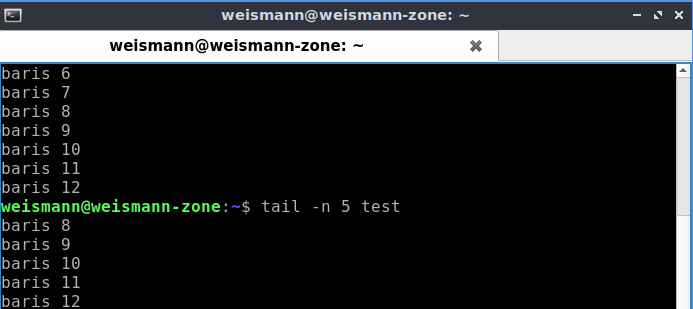 weismann@weismann-zone: ~
weismann@weismann-zone: ~
baris 6
baris 7
baris 8
baris 9
baris 10
baris 11
baris 12
weismann@weismann-zone:~$ tail -n 5 test
baris 8
baris 9
baris 10
baris 11
baris 12